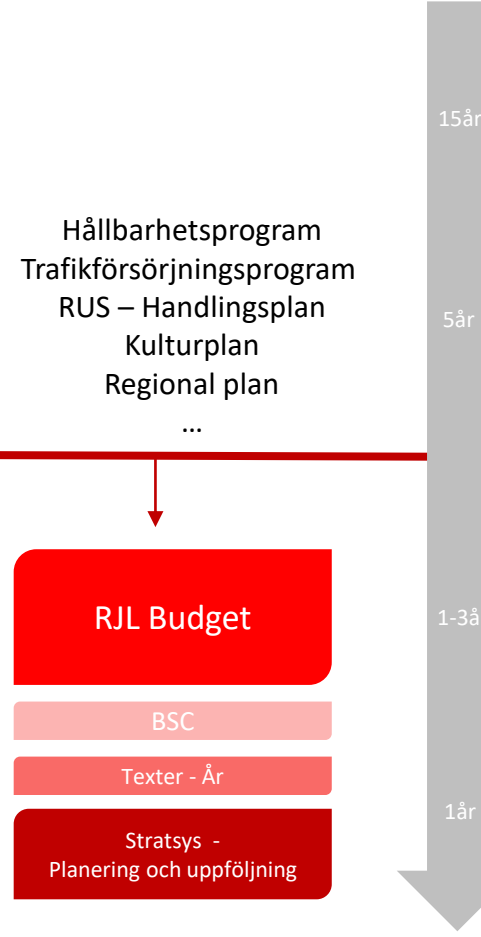 15år
Hållbarhetsprogram
Trafikförsörjningsprogram
RUS – Handlingsplan
Kulturplan
Regional plan
...
5år
RJL Budget
1-3å
BSC
Texter - År
1år
Stratsys -
Planering och uppföljning